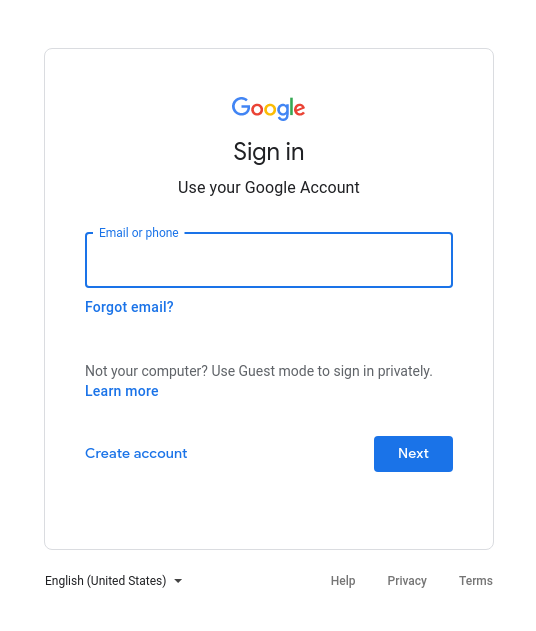 Google
Sign in
Use your Google Account
Email or phone
Forgot email?
Not your computer? Use Guest mode to sign in privately.
Learn more
Create account
Next
English (United States)
Help
Privacy
Terms